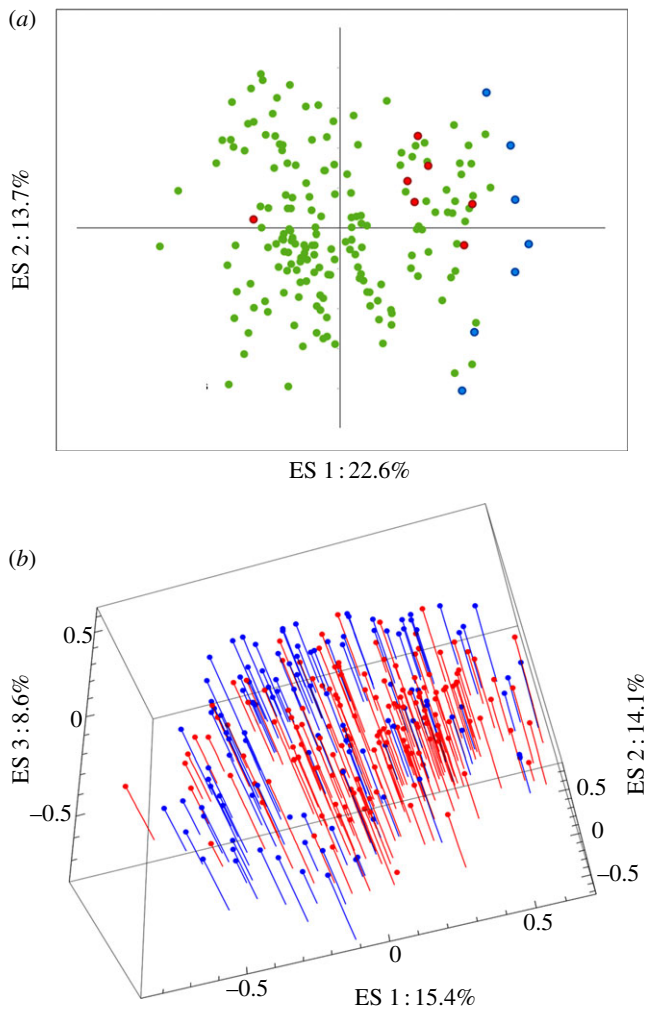 (a)
ES 2 : 13.7%
ES 1 : 22.6%
(b)
0.5
0
–0.5
ES 3 : 8.6%
ES 2 : 14.1%
0.5
0
–0.5
0.5
0
–0.5
ES 1 : 15.4%